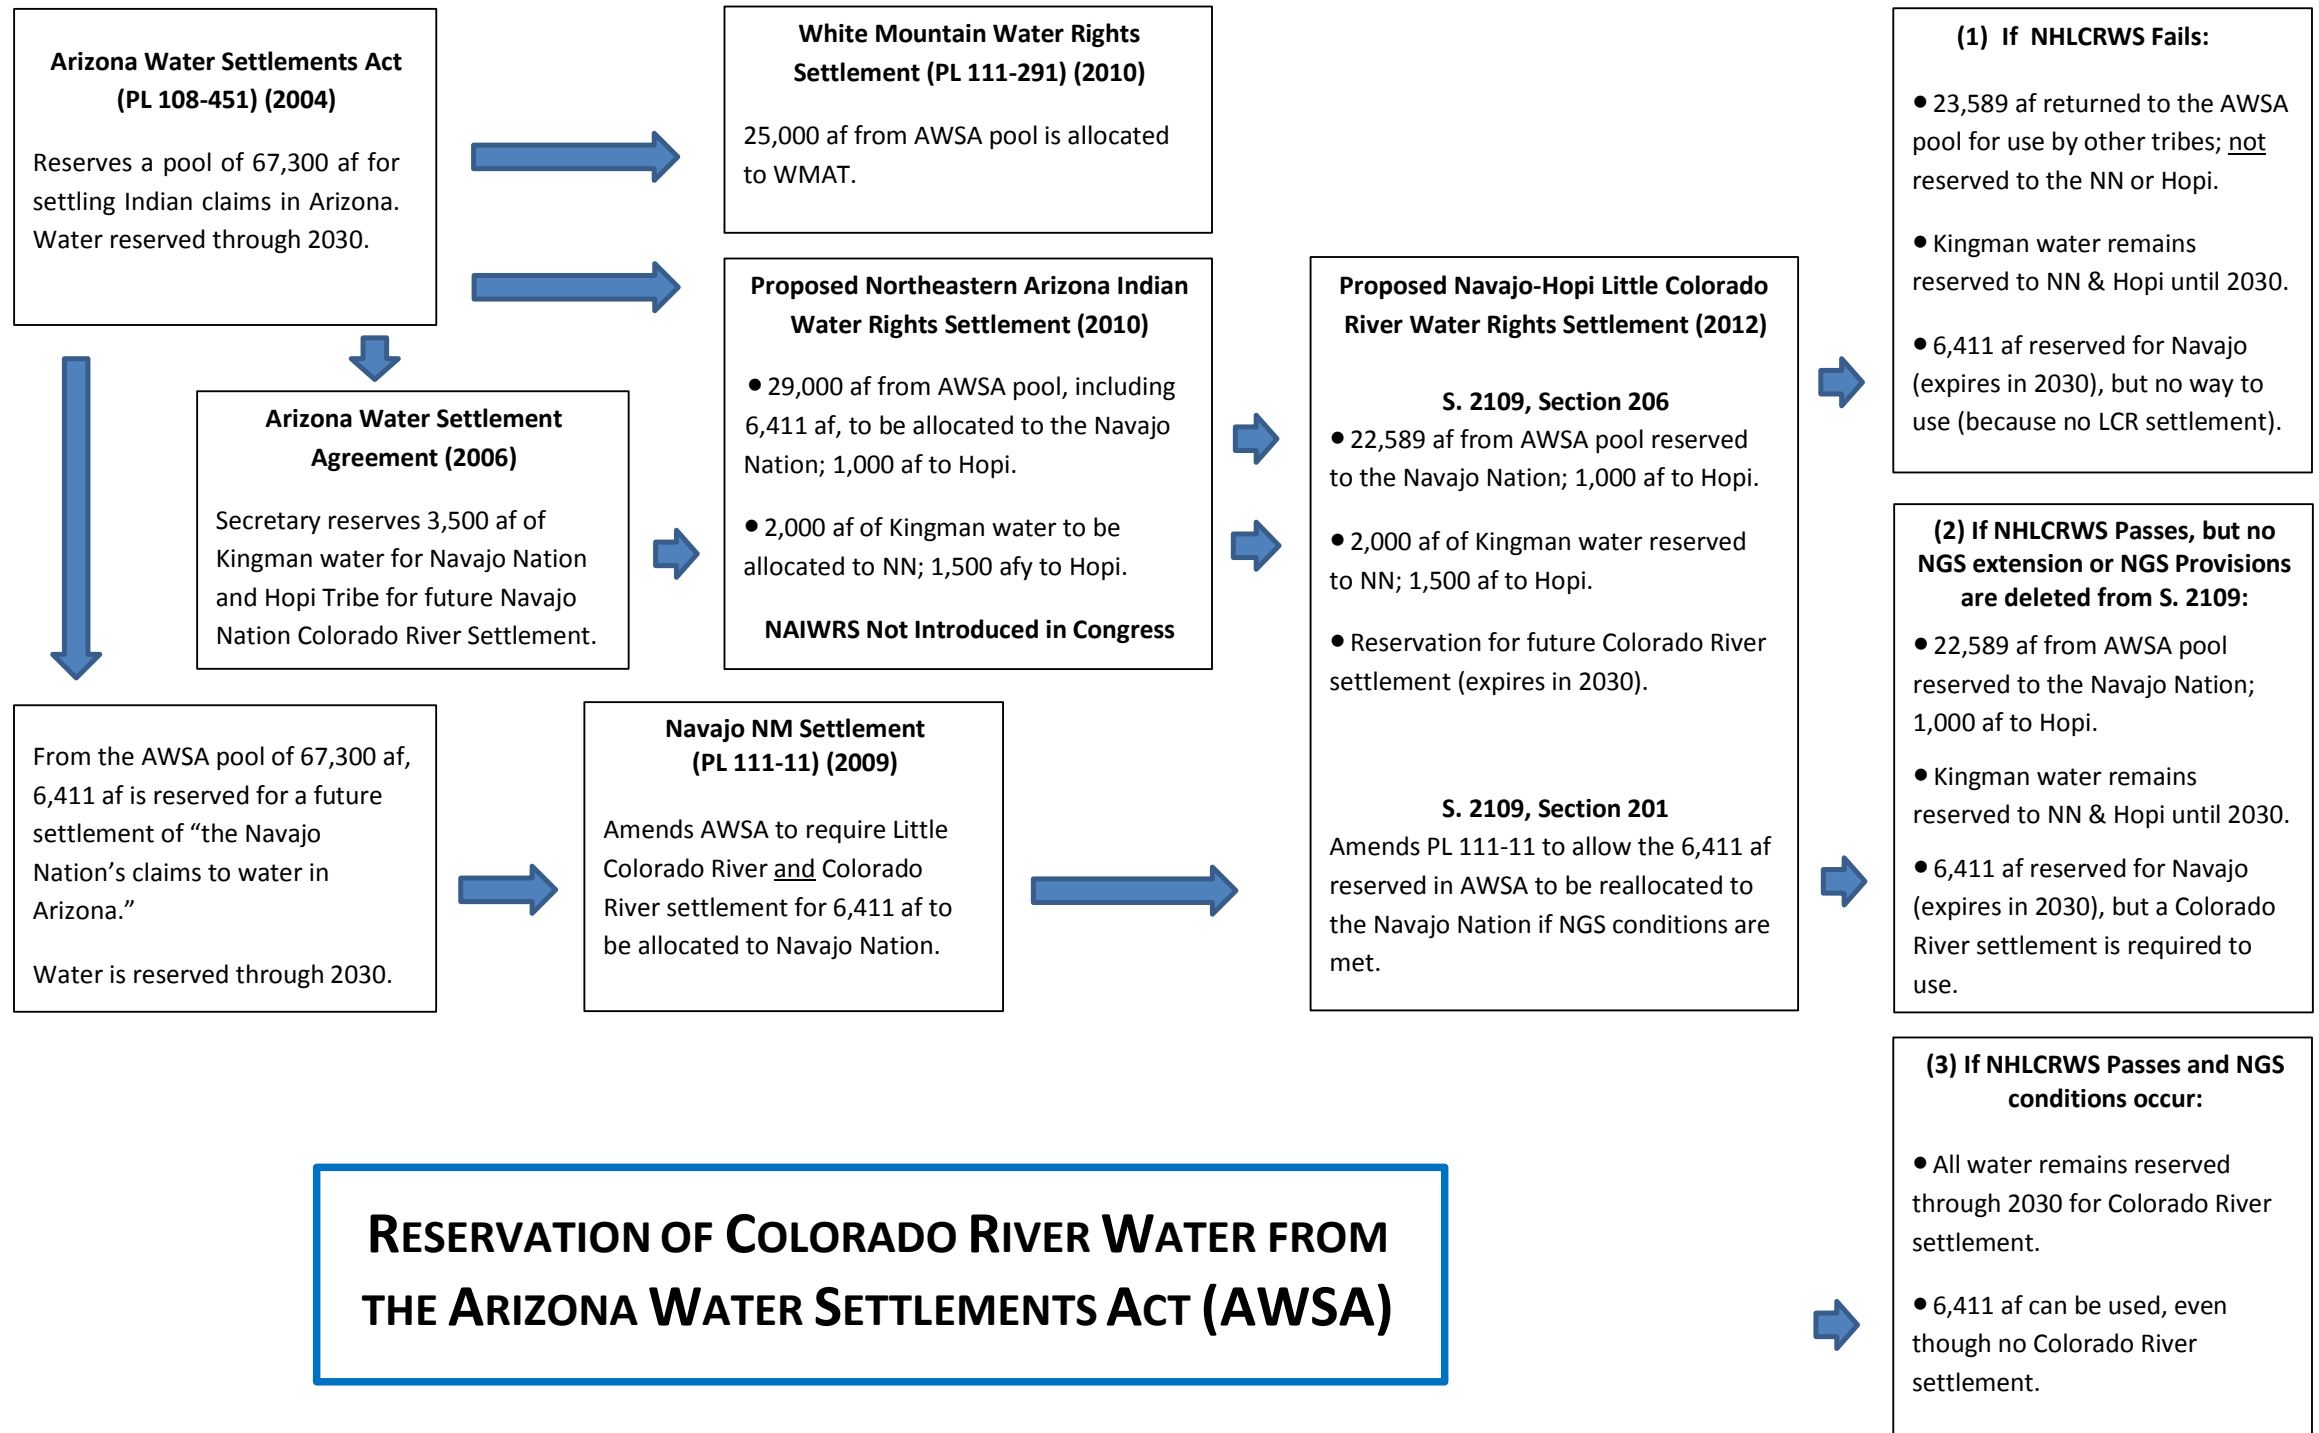 Arizona Water Settlements Act
(PL 108-451) (2004)
Reserves a pool of 67,300 af for
settling Indian claims in Arizona.
Water reserved through 2030.
White Mountain Water Rights
Settlement (PL 111-291) (2010)
25,000 af from AWSA pool is allocated
to WMAT.
Arizona Water Settlement
Agreement (2006)
Secretary reserves 3,500 af of
Kingman water for Navajo Nation
and Hopi Tribe for future Navajo
Nation Colorado River Settlement.
Proposed Northeastern Arizona Indian
Water Rights Settlement (2010)
• 29,000 af from AWSA pool, including
6,411 af, to be allocated to the Navajo
Nation; 1,000 af to Hopi.
• 2,000 af of Kingman water to be
allocated to NN; 1,500 afy to Hopi.
NAIWRS Not Introduced in Congress
From the AWSA pool of 67,300 af,
6,411 af is reserved for a future
settlement of “the Navajo
Nation’s claims to water in
Arizona.”
Water is reserved through 2030.
Navajo NM Settlement
(PL 111-11) (2009)
Amends AWSA to require Little
Colorado River and Colorado
River settlement for 6,411 af to
be allocated to Navajo Nation.
Proposed Navajo-Hopi Little Colorado
River Water Rights Settlement (2012)
S. 2109, Section 206
• 22,589 af from AWSA pool reserved
to the Navajo Nation; 1,000 af to Hopi.
• 2,000 af of Kingman water reserved
to NN; 1,500 af to Hopi.
• Reservation for future Colorado River
settlement (expires in 2030).
S. 2109, Section 201
Amends PL 111-11 to allow the 6,411 af
reserved in AWSA to be reallocated to
the Navajo Nation if NGS conditions are
met.
(1) If NHLCRWS Fails:
• 23,589 af returned to the AWSA
pool for use by other tribes; not
reserved to the NN or Hopi.
• Kingman water remains
reserved to NN & Hopi until 2030.
• 6,411 af reserved for Navajo
(expires in 2030), but no way to
use (because no LCR settlement).
(2) If NHLCRWS Passes, but no
NGS extension or NGS Provisions
are deleted from S. 2109:
• 22,589 af from AWSA pool
reserved to the Navajo Nation;
1,000 af to Hopi.
• Kingman water remains
reserved to NN & Hopi until 2030.
• 6,411 af reserved for Navajo
(expires in 2030), but a Colorado
River settlement is required to
use.
(3) If NHLCRWS Passes and NGS
conditions occur:
• All water remains reserved
through 2030 for Colorado River
settlement.
• 6,411 af can be used, even
though no Colorado River
settlement.
RESERVATION OF COLORADO RIVER WATER FROM
THE ARIZONA WATER SETTLEMENTS ACT (AWSA)